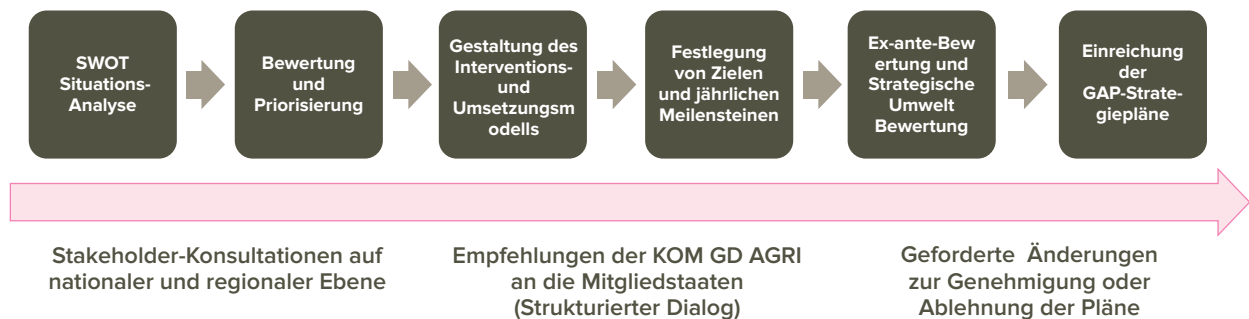 SWOT
Situations-
Analyse
Bewertung
und
Priorisierung
Gestaltung des
Interventions-
und
Umsetzungsm
odells
Festlegung
von Zielen
und jährlichen
Meilensteinen
Ex-ante-Bew
ertung und
Strategische
Umwelt
Bewertung
Einreichung
der
GAP-Strate-
giepläne
Stakeholder-Konsultationen auf
nationaler und regionaler Ebene
Empfehlungen der KOM GD AGRI
an die Mitgliedstaaten
(Strukturierter Dialog)
Geforderte Änderungen
zur Genehmigung oder
Ablehnung der Pläne